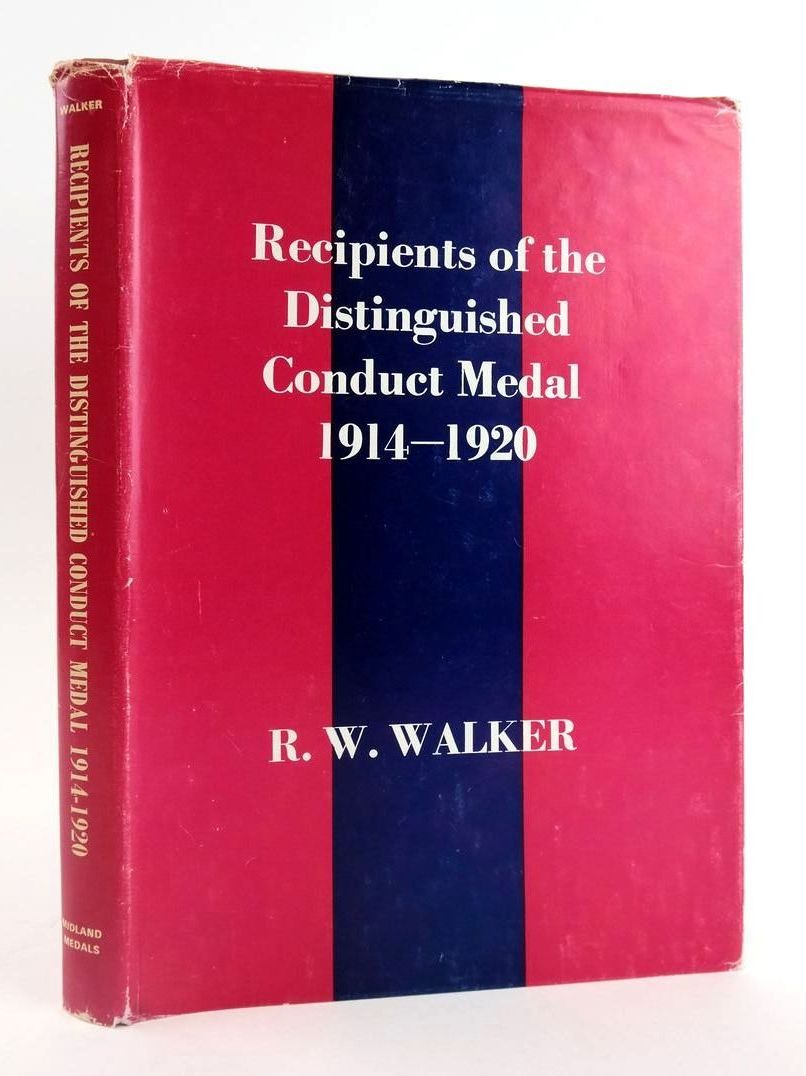 WALKER
RECIPIENTS OF THE DISTINGUISHED CONDUCT MEDAL 1914-1920
MIDLAND
MEDALS
Recipients of the
Distinguished
Conduct Medal
1914—1920
R. W. WALKER